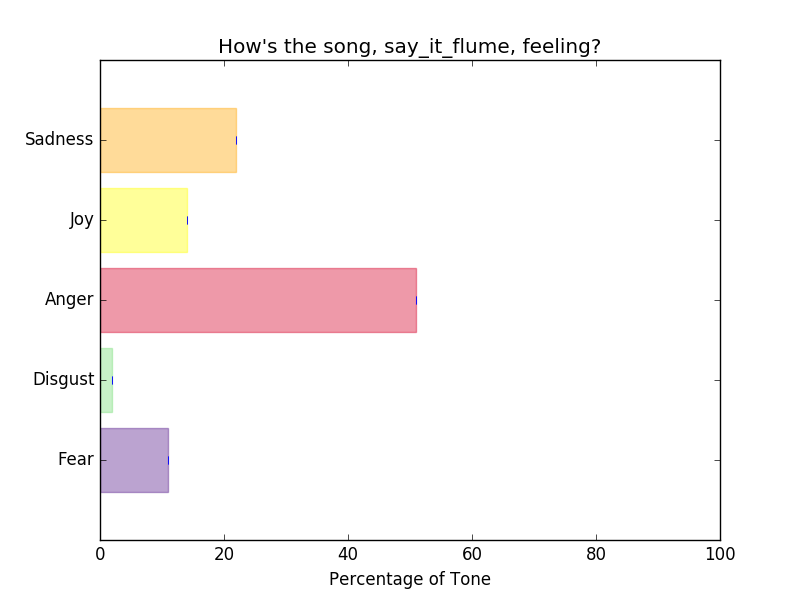 How's the song, say_it_flume, feeling?
Sadness
Joy
Anger
Disgust
Fear
0 20 40 60 80 100
Percentage of Tone